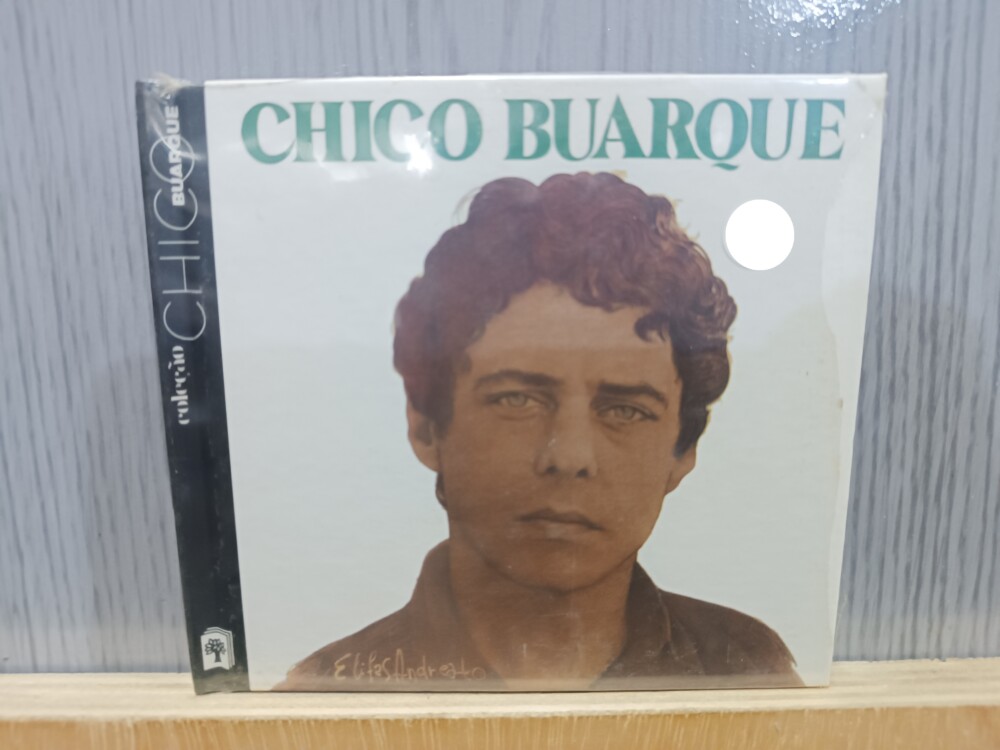 CHICO BUARQUE
coleção CHICO BUARQUE
Elifas Andreato